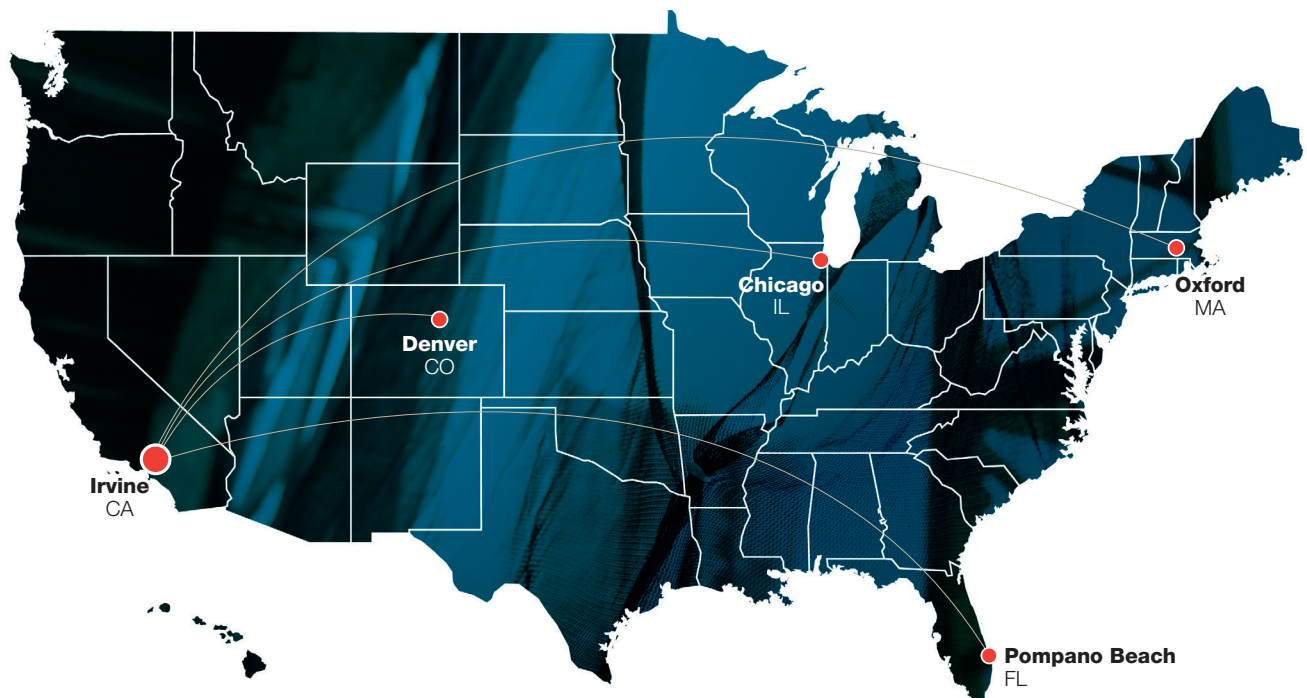 Chicago
IL
Oxford
MA
Denver
CO
Irvine
CA
Pompano Beach
FL